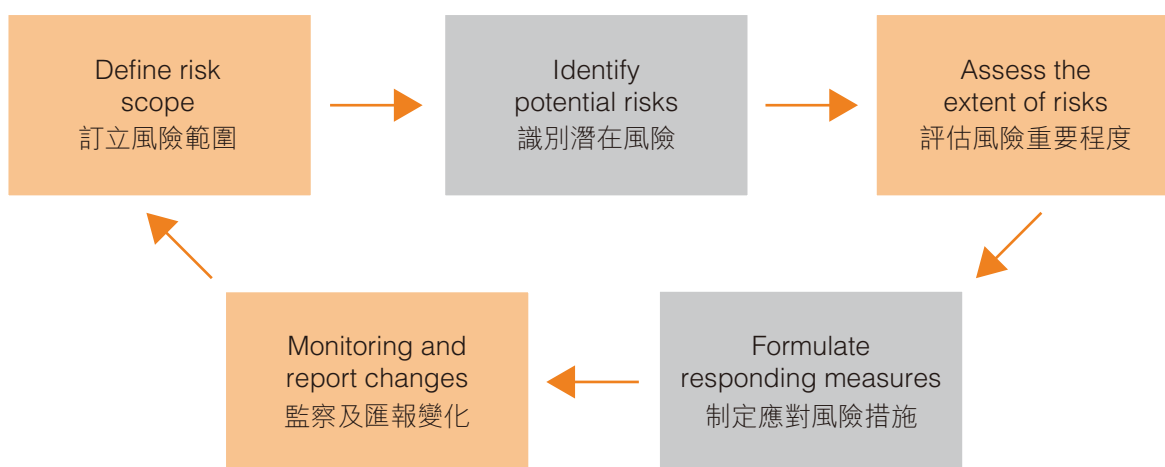 Define risk
scope
訂立風險範圍
Identify
potential risks
識別潛在風險
Assess the
extent of risks
評估風險重要程度
Formulate
responding measures
制定應對風險措施
Monitoring and
report changes
監察及匯報變化